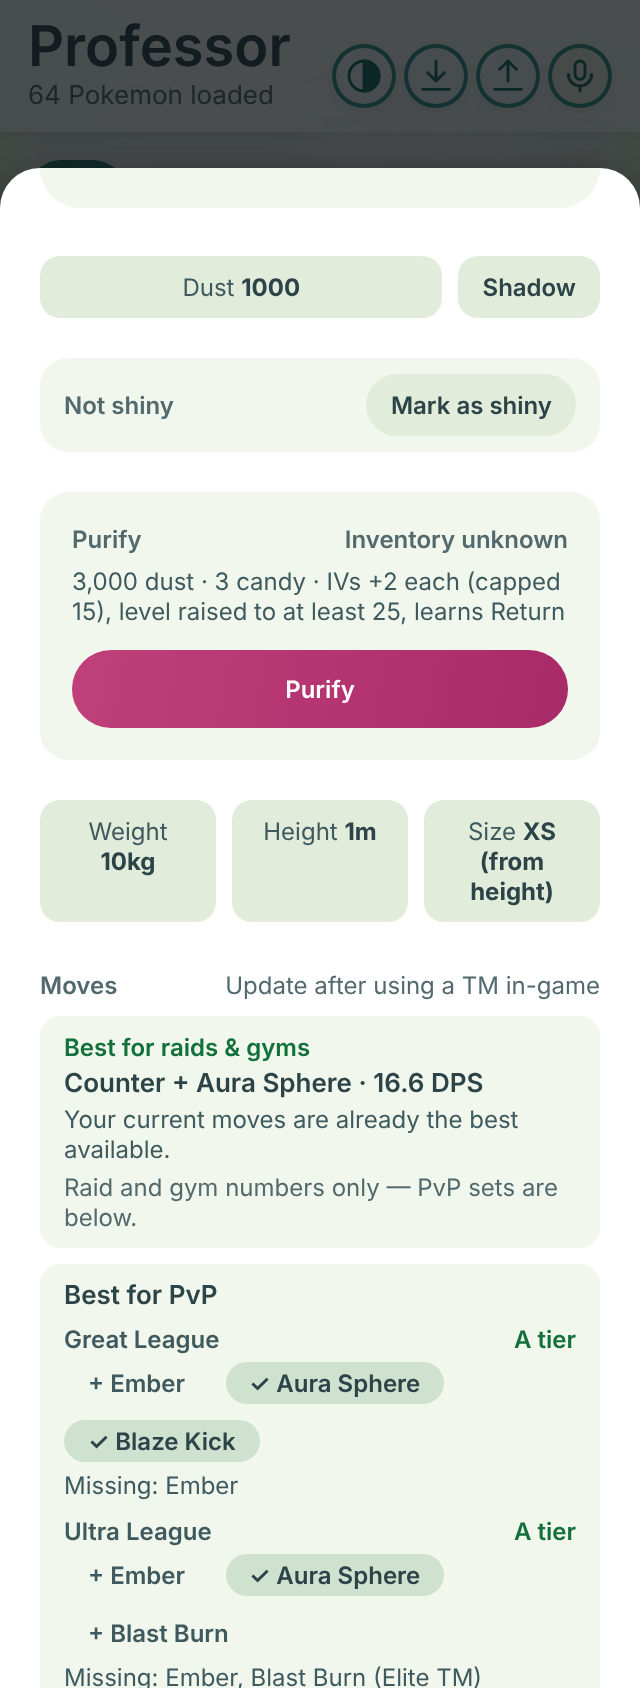 Professor
64 Pokemon loaded
Dust 1000
Shadow
Not shiny
Mark as shiny
Purify
Inventory unknown
3,000 dust · 3 candy · IVs +2 each (capped
15), level raised to at least 25, learns Return
Purify
Weight
10kg
Height 1m
Size XS
(from
height)
Moves
Update after using a TM in-game
Best for raids & gyms
Counter + Aura Sphere · 16.6 DPS
Your current moves are already the best
available.
Raid and gym numbers only — PvP sets are
below.
Best for PvP
Great League
A tier
+ Ember
✓ Aura Sphere
✓ Blaze Kick
Missing: Ember
Ultra League
A tier
+ Ember
✓ Aura Sphere
+ Blast Burn
Missing: Ember, Blast Burn (Elite TM)